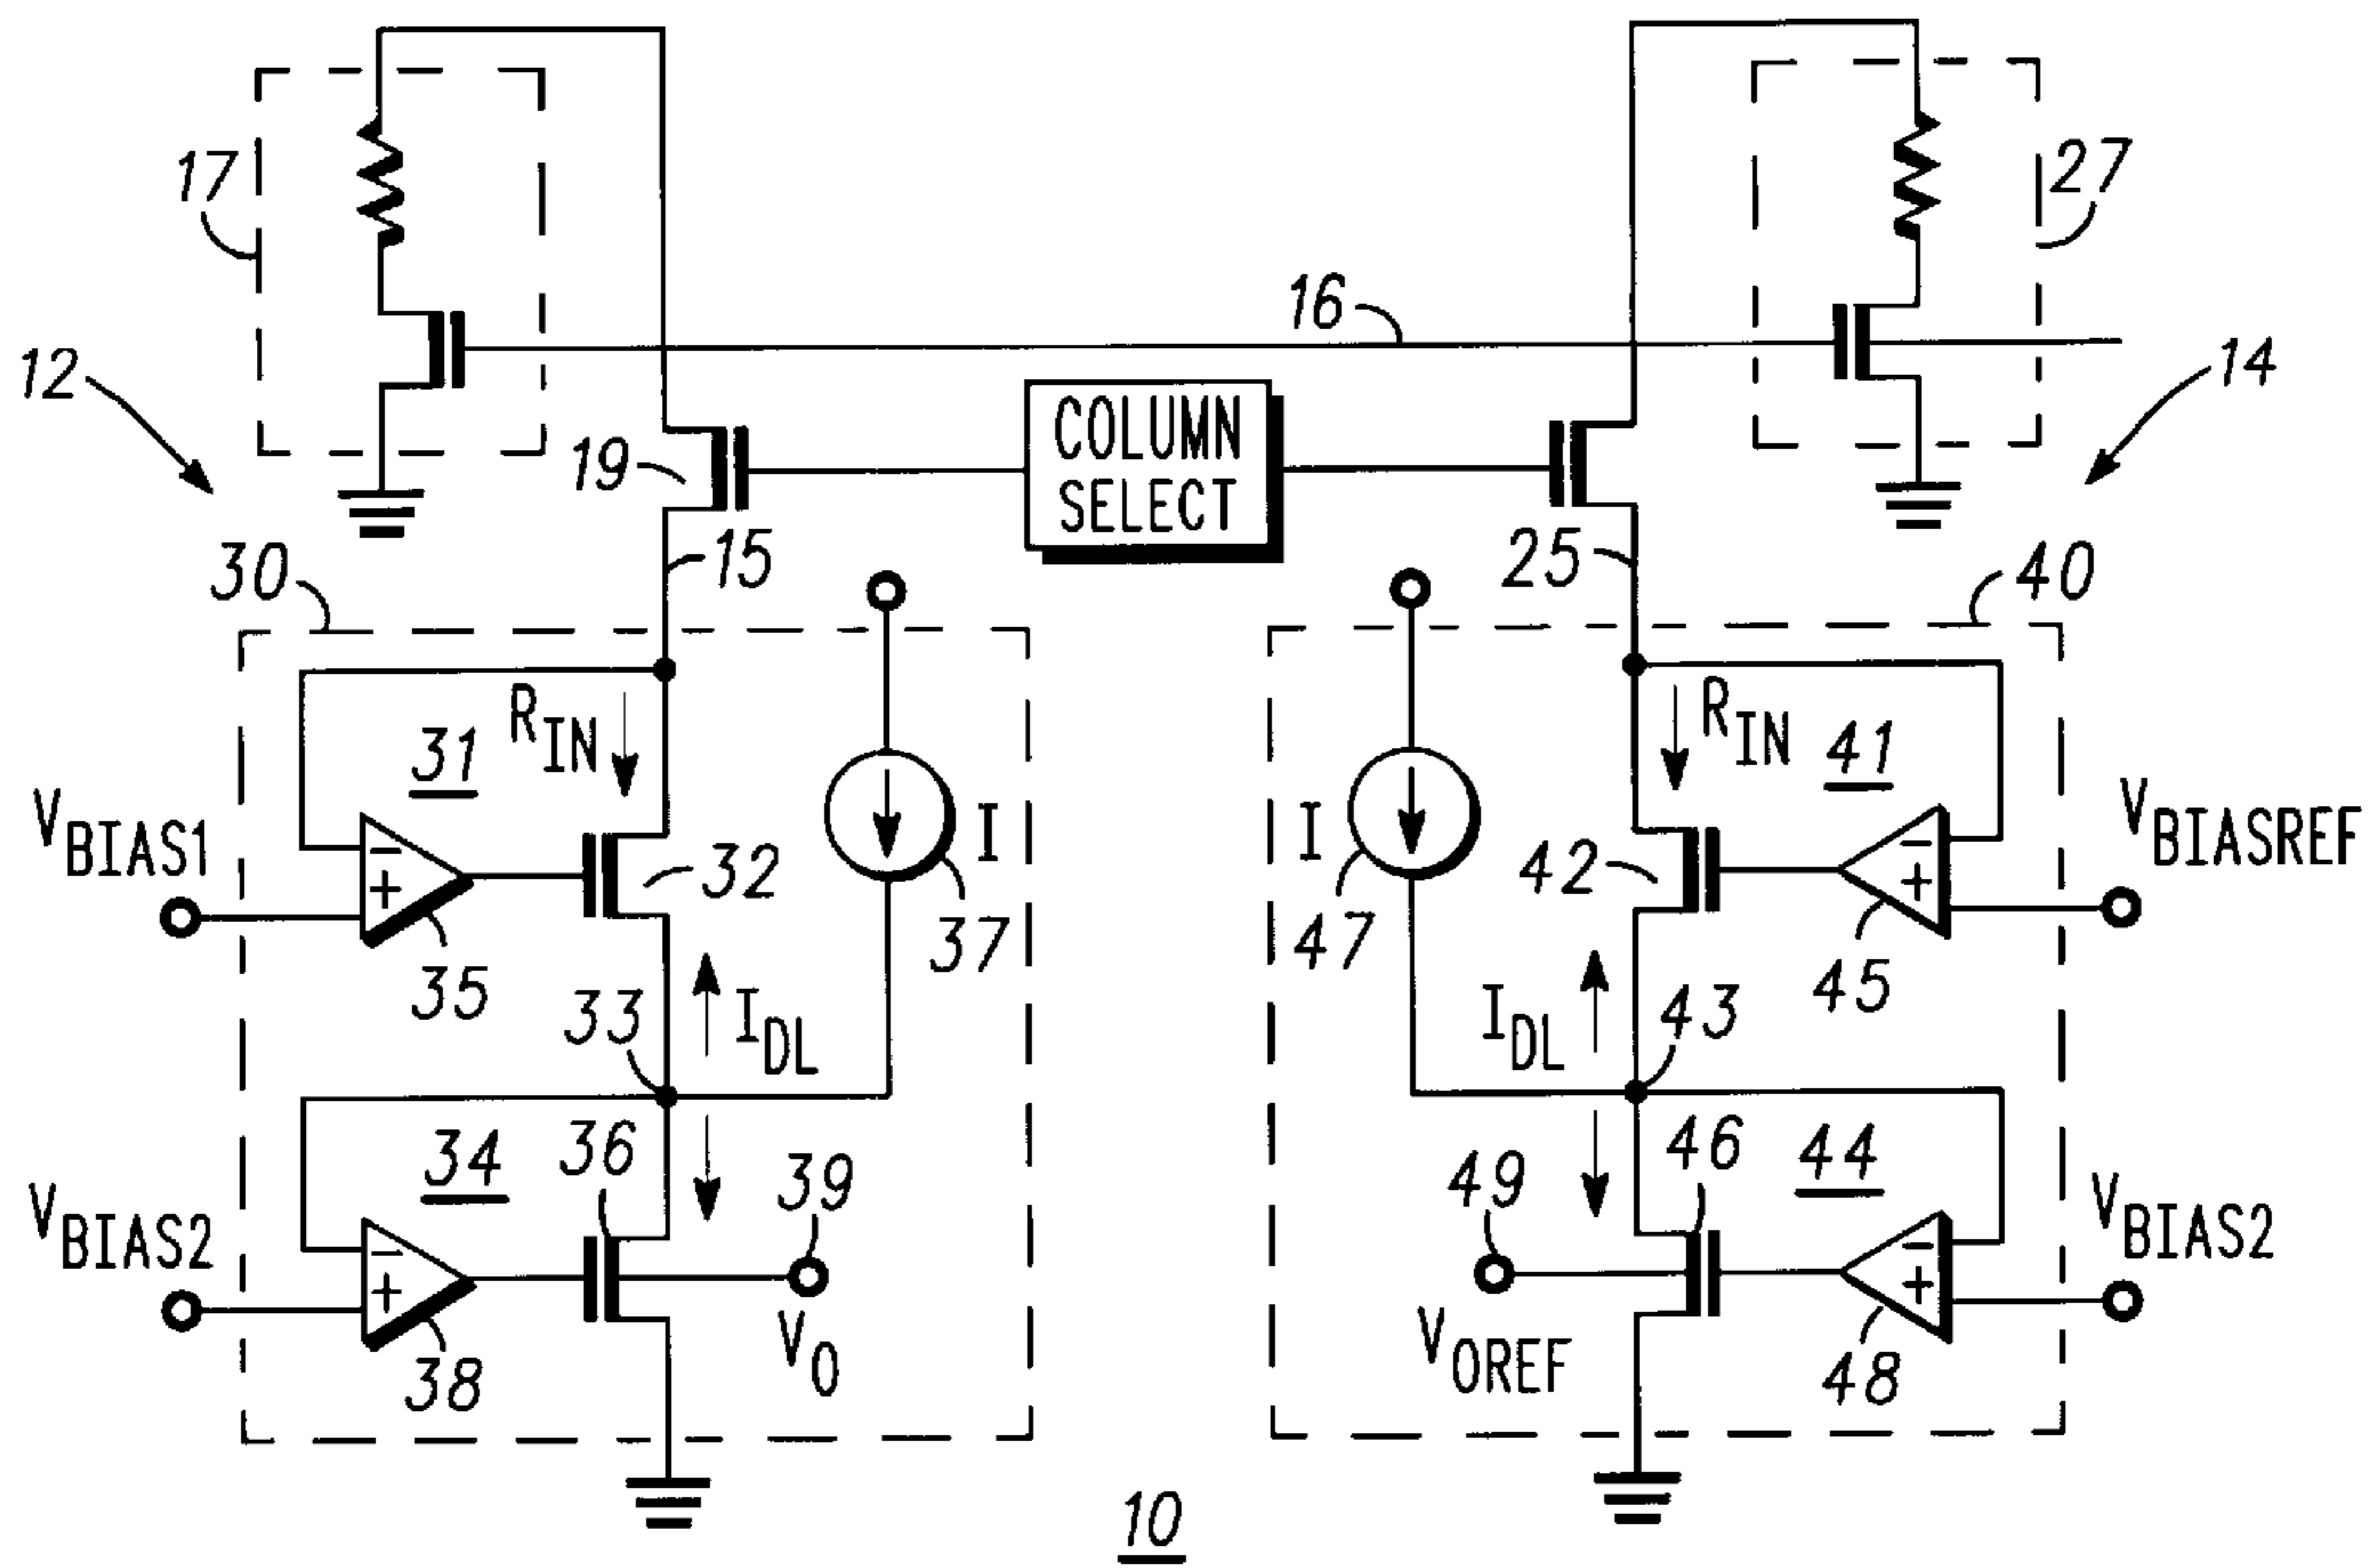 17
27
16
12
14
COLUMN
SELECT
19
15
25
30
40
R_IN
R_IN
31
41
V_BIAS1
V_BIASREF
I
I
-
+
-
+
32
42
37
47
35
45
33
43
I_DL
I_DL
36
46
34
44
39
49
V_BIAS2
V_BIAS2
-
+
-
+
V_O
V_OREF
38
48
10